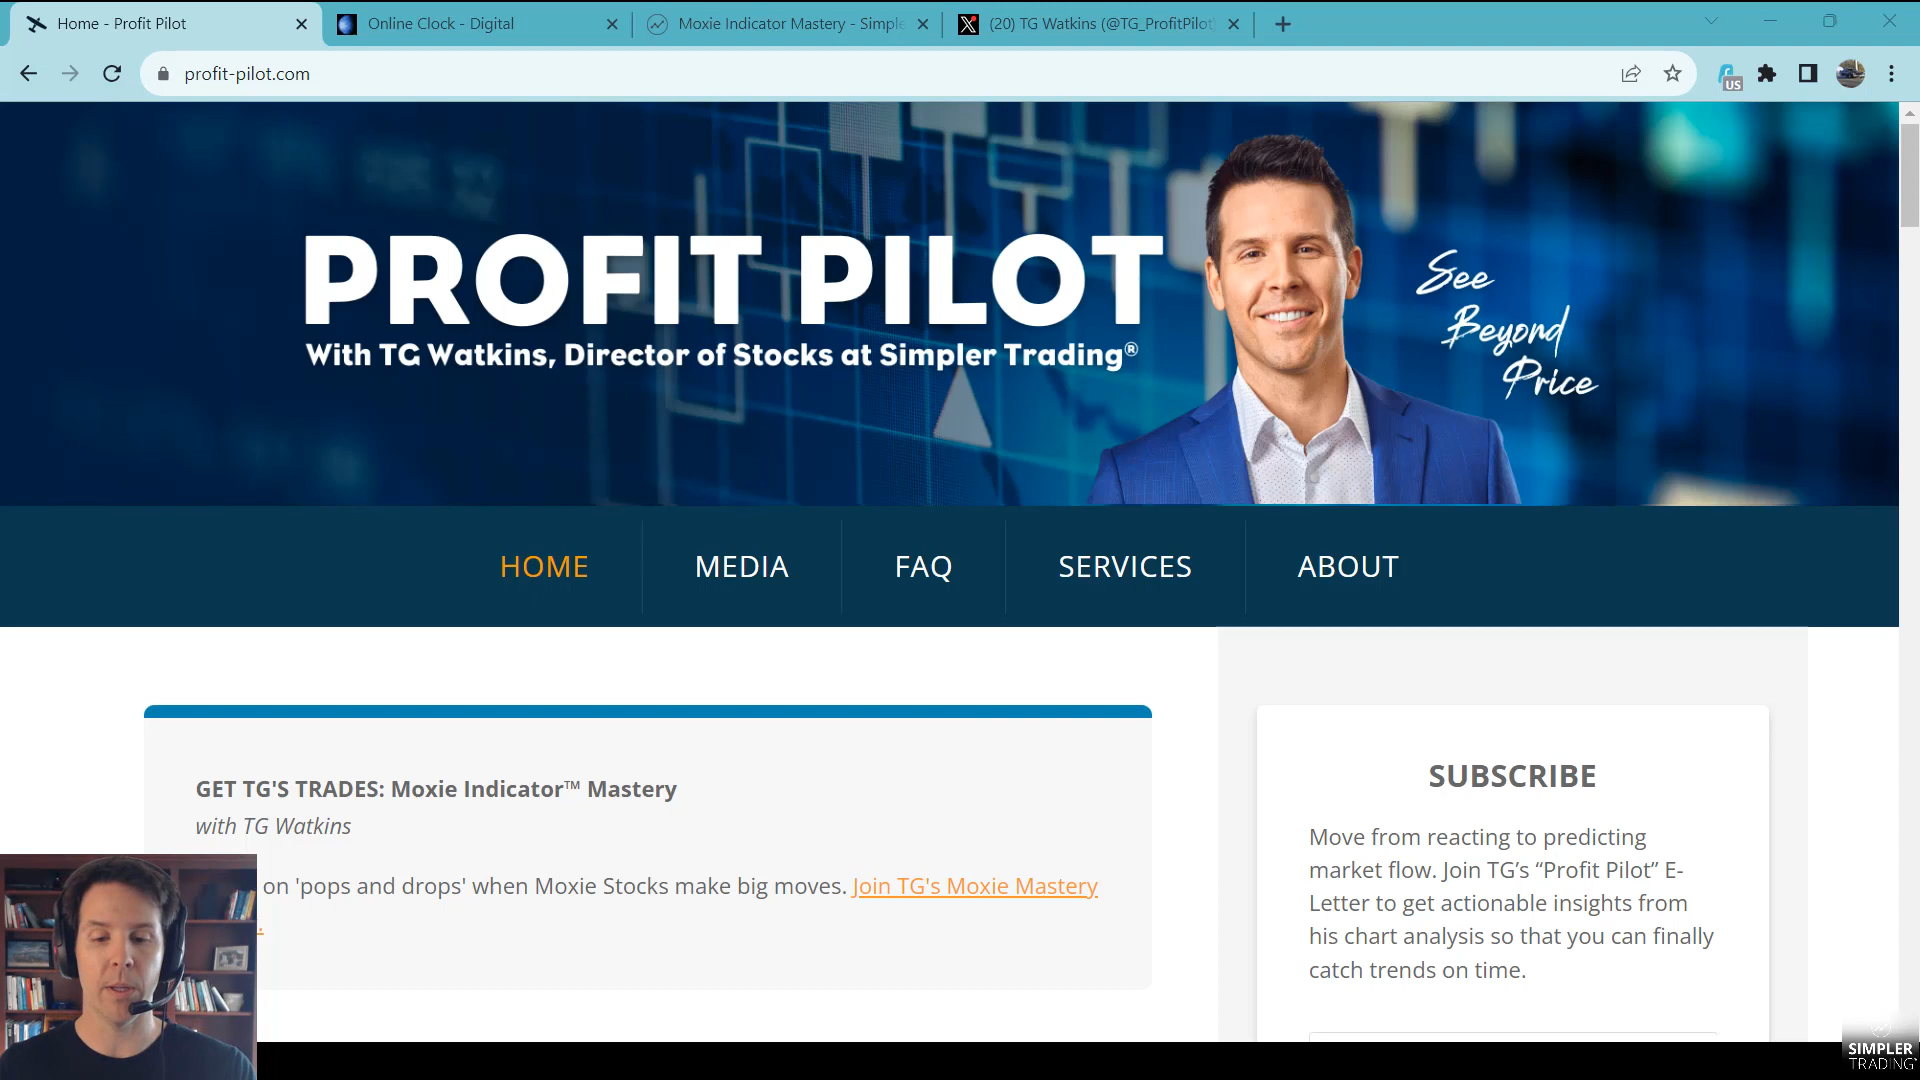 Home - Profit Pilot
Online Clock - Digital
Moxie Indicator Mastery - Simple
(20) TG Watkins (@TG_ProfitPilot)
profit-pilot.com
US
PROFIT PILOT
With TG Watkins, Director of Stocks at Simpler Trading®
See
Beyond
Price
HOME
MEDIA
FAQ
SERVICES
ABOUT
GET TG'S TRADES: Moxie Indicator™ Mastery
with TG Watkins
on 'pops and drops' when Moxie Stocks make big moves. Join TG's Moxie Mastery
.
SUBSCRIBE
Move from reacting to predicting
market flow. Join TG’s “Profit Pilot” E-
Letter to get actionable insights from
his chart analysis so that you can finally
catch trends on time.
SIMPLER
TRADING